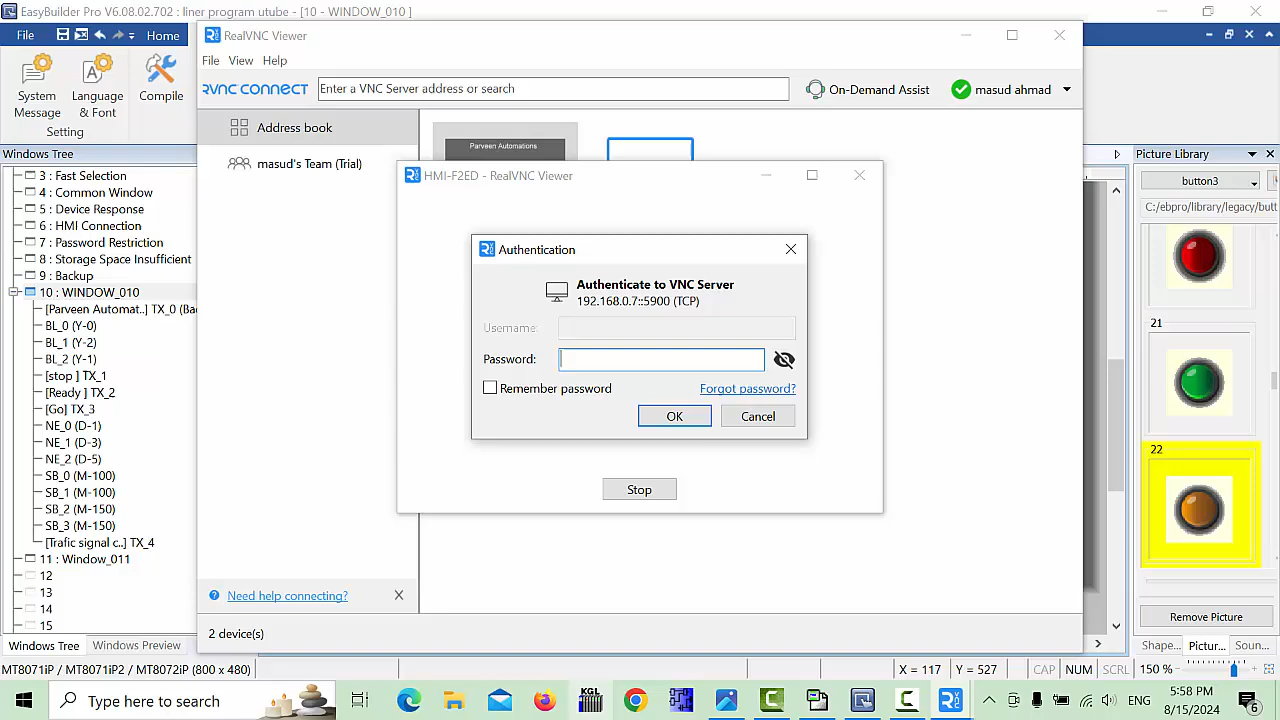 EasyBuilder Pro V6.08.02.702 : liner program utube - [10 - WINDOW_010 ]
File
Home
System Message
Language & Font
Compile
Setting
Windows Tree
3 : Fast Selection
4 : Common Window
5 : Device Response
6 : HMI Connection
7 : Password Restriction
8 : Storage Space Insufficient
9 : Backup
10 : WINDOW_010
[Parveen Automat..] TX_0 (Ba
BL_0 (Y-0)
BL_1 (Y-2)
BL_2 (Y-1)
[stop ] TX_1
[Ready ] TX_2
[Go] TX_3
NE_0 (D-1)
NE_1 (D-3)
NE_2 (D-5)
SB_0 (M-100)
SB_1 (M-100)
SB_2 (M-150)
SB_3 (M-150)
[Trafic signal c..] TX_4
11 : Window_011
12
13
14
15
Windows Tree
Windows Preview
RealVNC Viewer
File View Help
RVNC CONNECT
Enter a VNC Server address or search
On-Demand Assist
masud ahmad
Address book
masud's Team (Trial)
Parveen Automations
HMI-F2ED - RealVNC Viewer
Authentication
Authenticate to VNC Server
192.168.0.7::5900 (TCP)
Username:
Password:
Remember password
Forgot password?
OK
Cancel
Stop
Need help connecting?
2 device(s)
Picture Library
button3
C:/ebpro/library/legacy/butt
21
22
Remove Picture
Shape...
Pictur...
Soun...
MT8071iP / MT8071iP2 / MT8072iP (800 x 480)
X = 117
Y = 527
CAP
NUM
SCRL
150 %
Type here to search
KGL
ENG
5:58 PM
8/15/2024
6